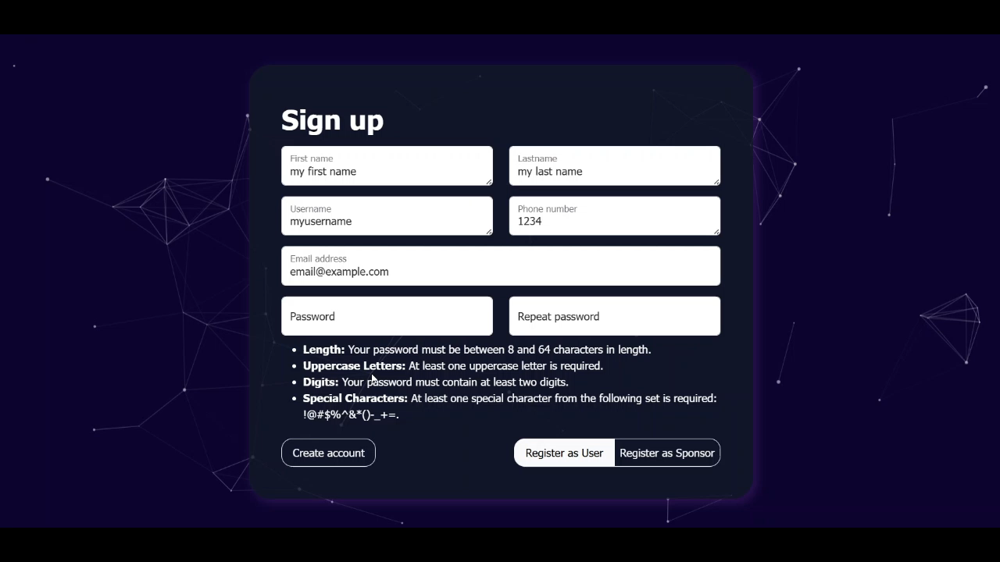 Sign up
First name
my first name
Lastname
my last name
Username
myusername
Phone number
1234
Email address
email@example.com
Password
Repeat password
Length: Your password must be between 8 and 64 characters in length.
Uppercase Letters: At least one uppercase letter is required.
Digits: Your password must contain at least two digits.
Special Characters: At least one special character from the following set is required:
!@#$%^&*()-_+=.
Create account
Register as User
Register as Sponsor